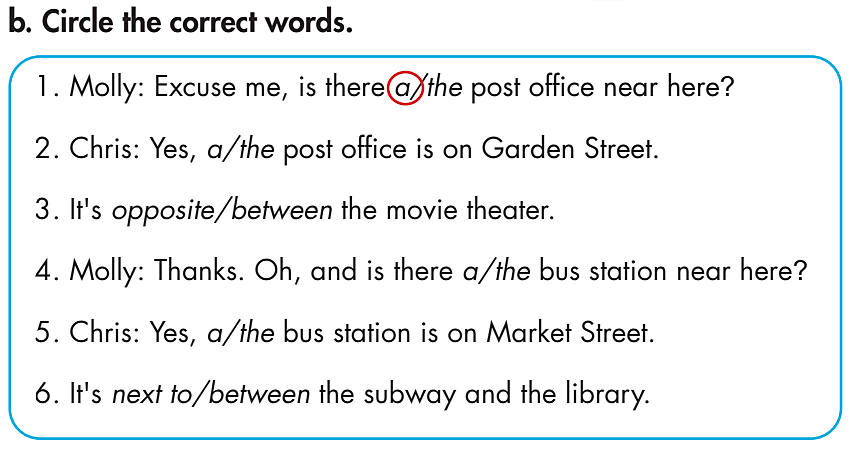 b. Circle the correct words.
1. Molly: Excuse me, is there a/the post office near here?
2. Chris: Yes, a/the post office is on Garden Street.
3. It's opposite/between the movie theater.
4. Molly: Thanks. Oh, and is there a/the bus station near here?
5. Chris: Yes, a/the bus station is on Market Street.
6. It's next to/between the subway and the library.